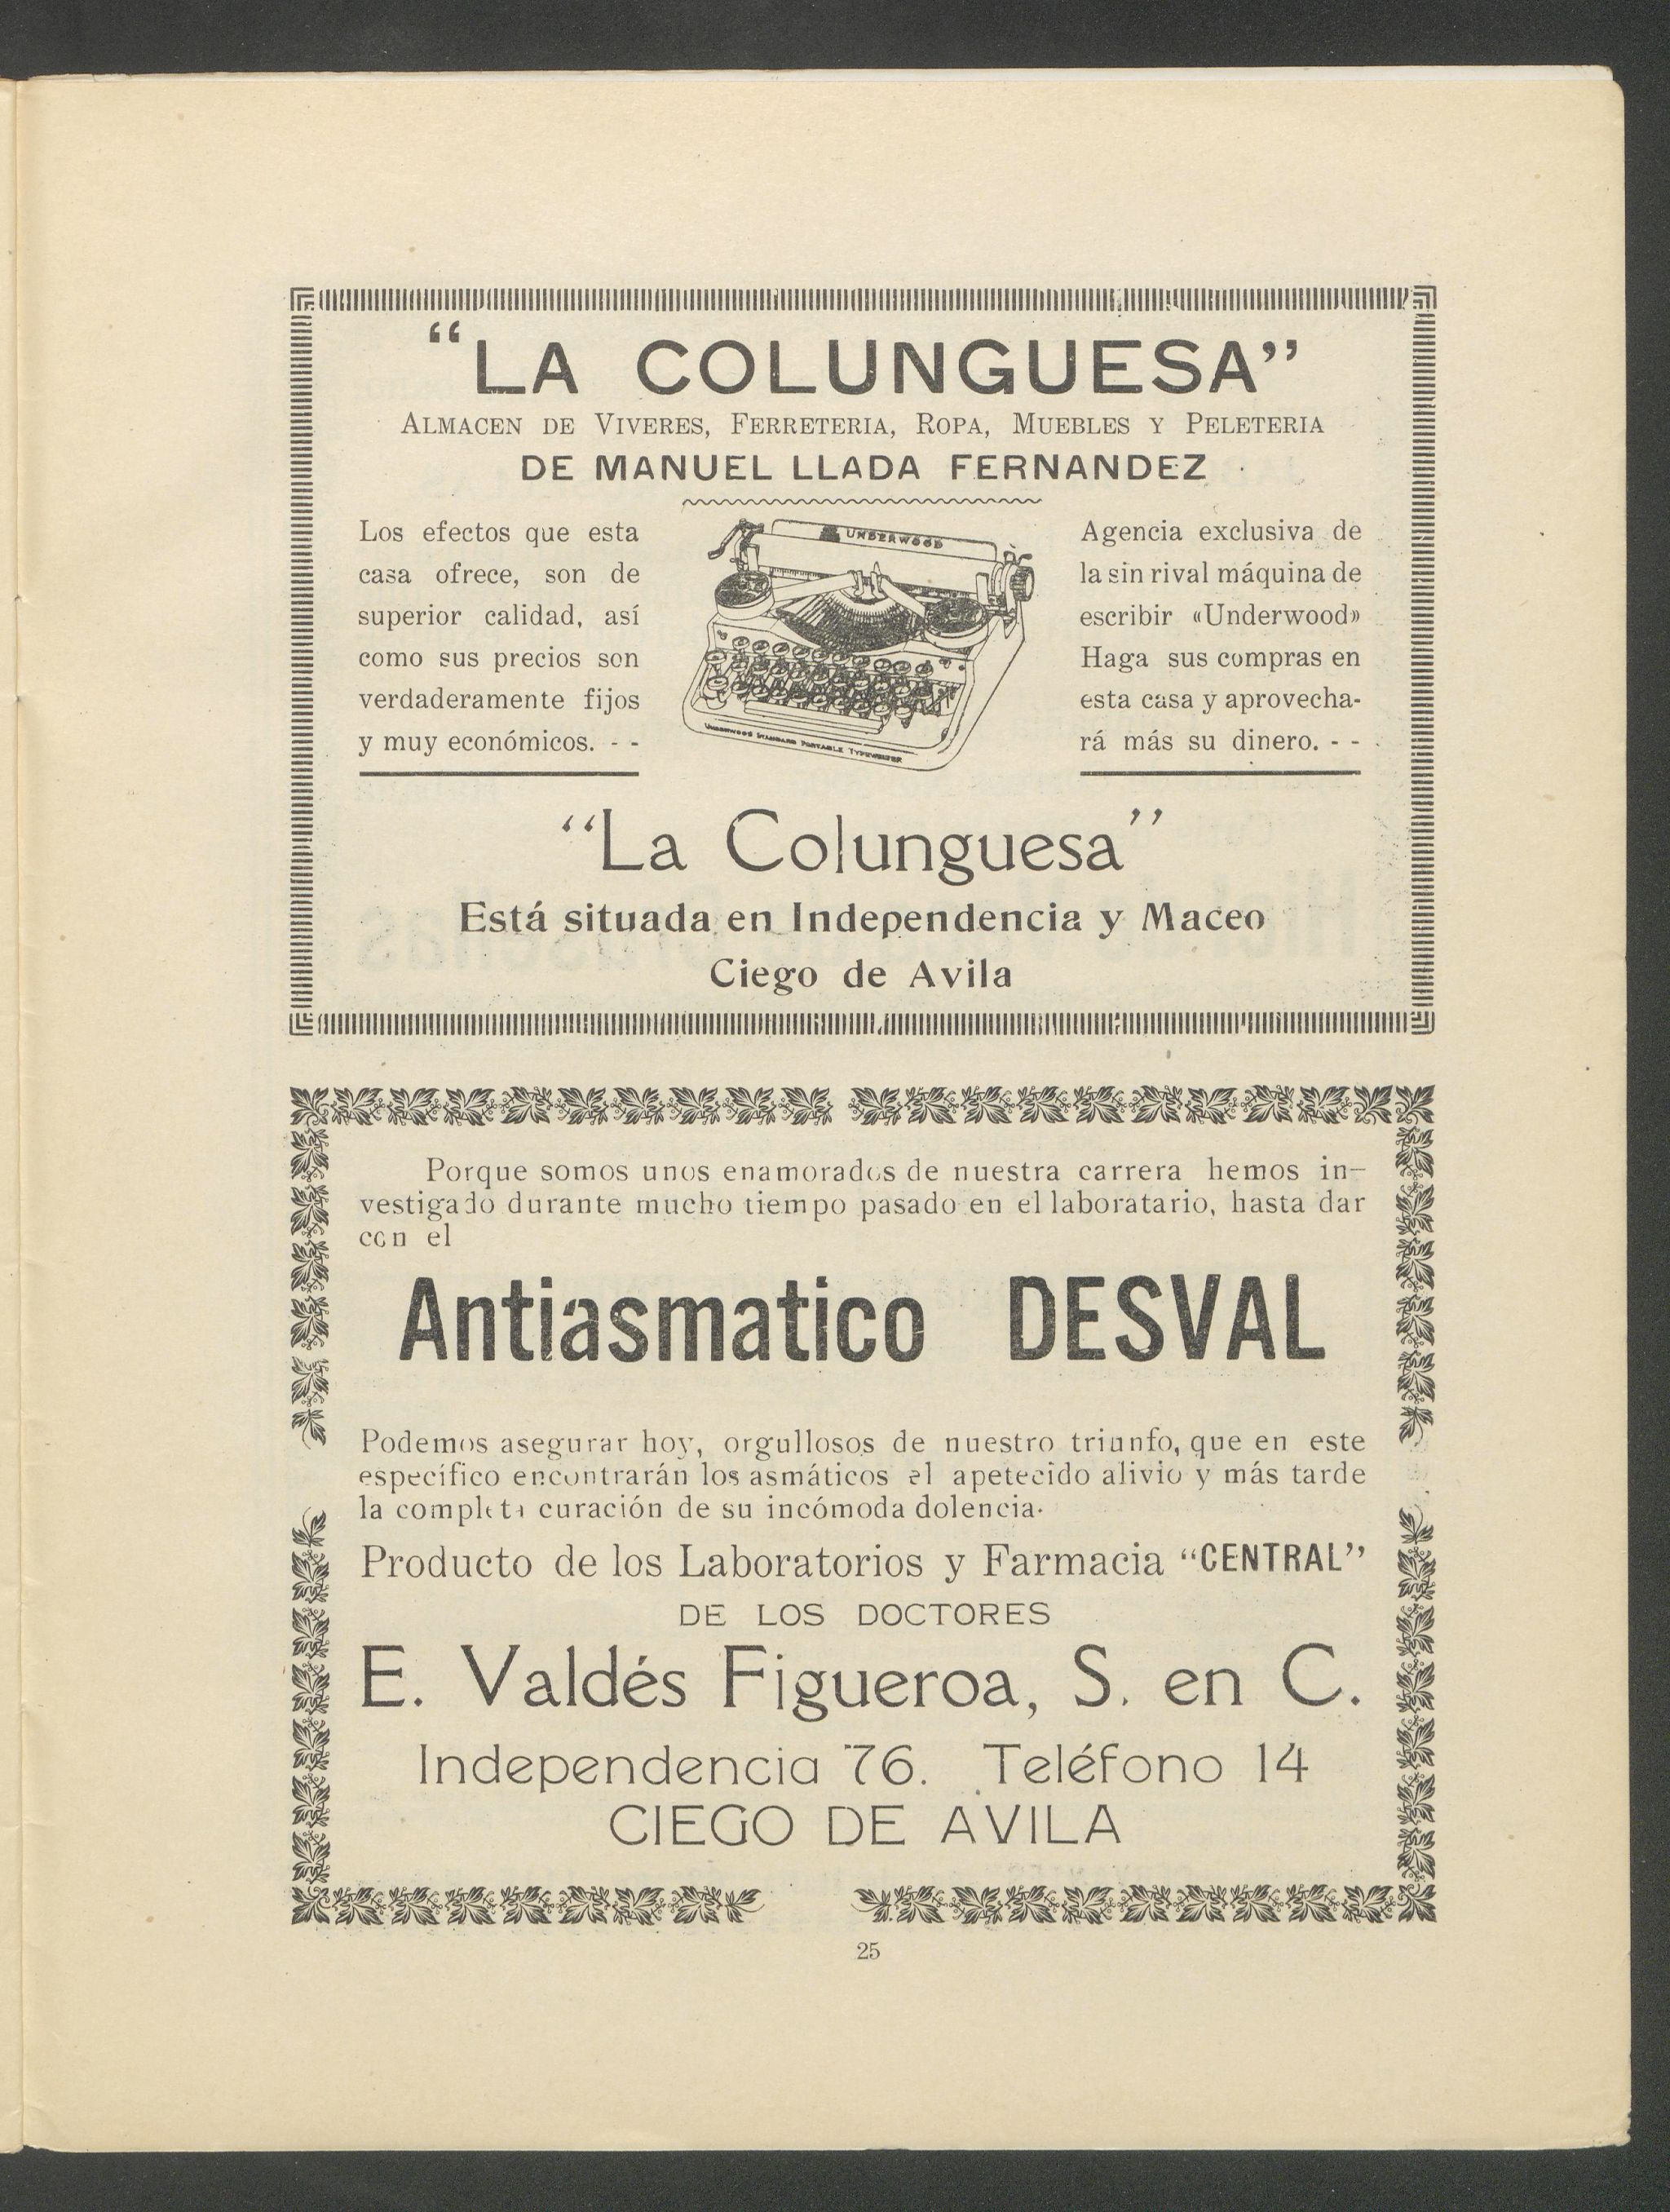 “LA COLUNGUESA”
ALMACEN DE VIVERES, FERRETERIA, ROPA, MUEBLES Y PELETERIA
DE MANUEL LLADA FERNANDEZ
Los efectos que esta
casa ofrece, son de
superior calidad, así
como sus precios son
verdaderamente fijos
y muy económicos. - -
UNDERWOOD
UNDERWOOD STANDARD PORTABLE TYPEWRITER
Agencia exclusiva de
la sin rival máquina de
escribir «Underwood»
Haga sus compras en
esta casa y aprovecha-
rá más su dinero. - -
“La Colunguesa”
Está situada en Independencia y Maceo
Ciego de Avila
Porque somos unos enamorados de nuestra carrera hemos in-
vestigado durante mucho tiempo pasado en el laboratario, hasta dar
con el
Antiasmatico DESVAL
Podemos asegurar hoy, orgullosos de nuestro triunfo, que en este
específico encontrarán los asmáticos el apetecido alivio y más tarde
la completa curación de su incómoda dolencia.
Producto de los Laboratorios y Farmacia “CENTRAL”
DE LOS DOCTORES
E. Valdés Figueroa, S. en C.
Independencia 76. Teléfono 14
CIEGO DE AVILA
25